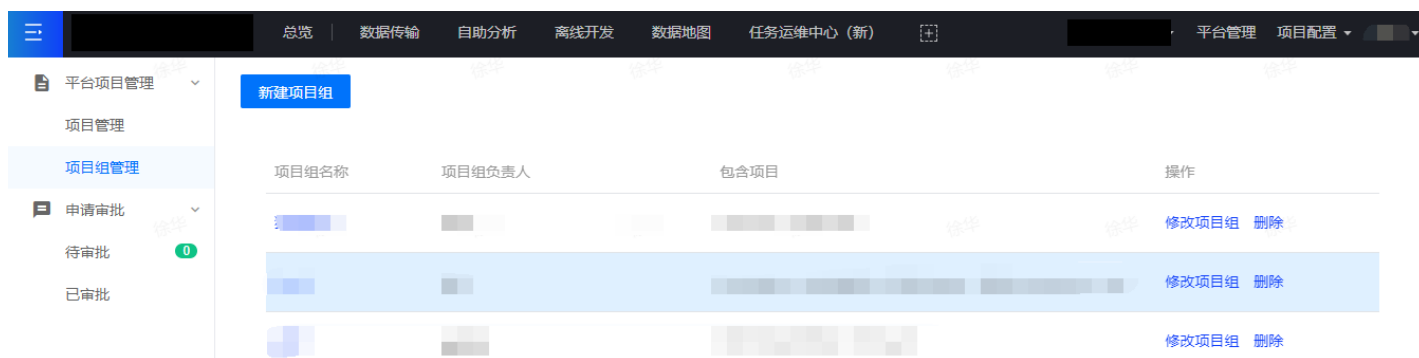 总览 数据传输 自助分析 离线开发 数据地图 任务运维中心（新） 平台管理 项目配置
平台项目管理
新建项目组
项目管理
项目组管理
项目组名称 项目组负责人 包含项目 操作
申请审批
修改项目组 删除
待审批 0
修改项目组 删除
已审批
修改项目组 删除
徐华